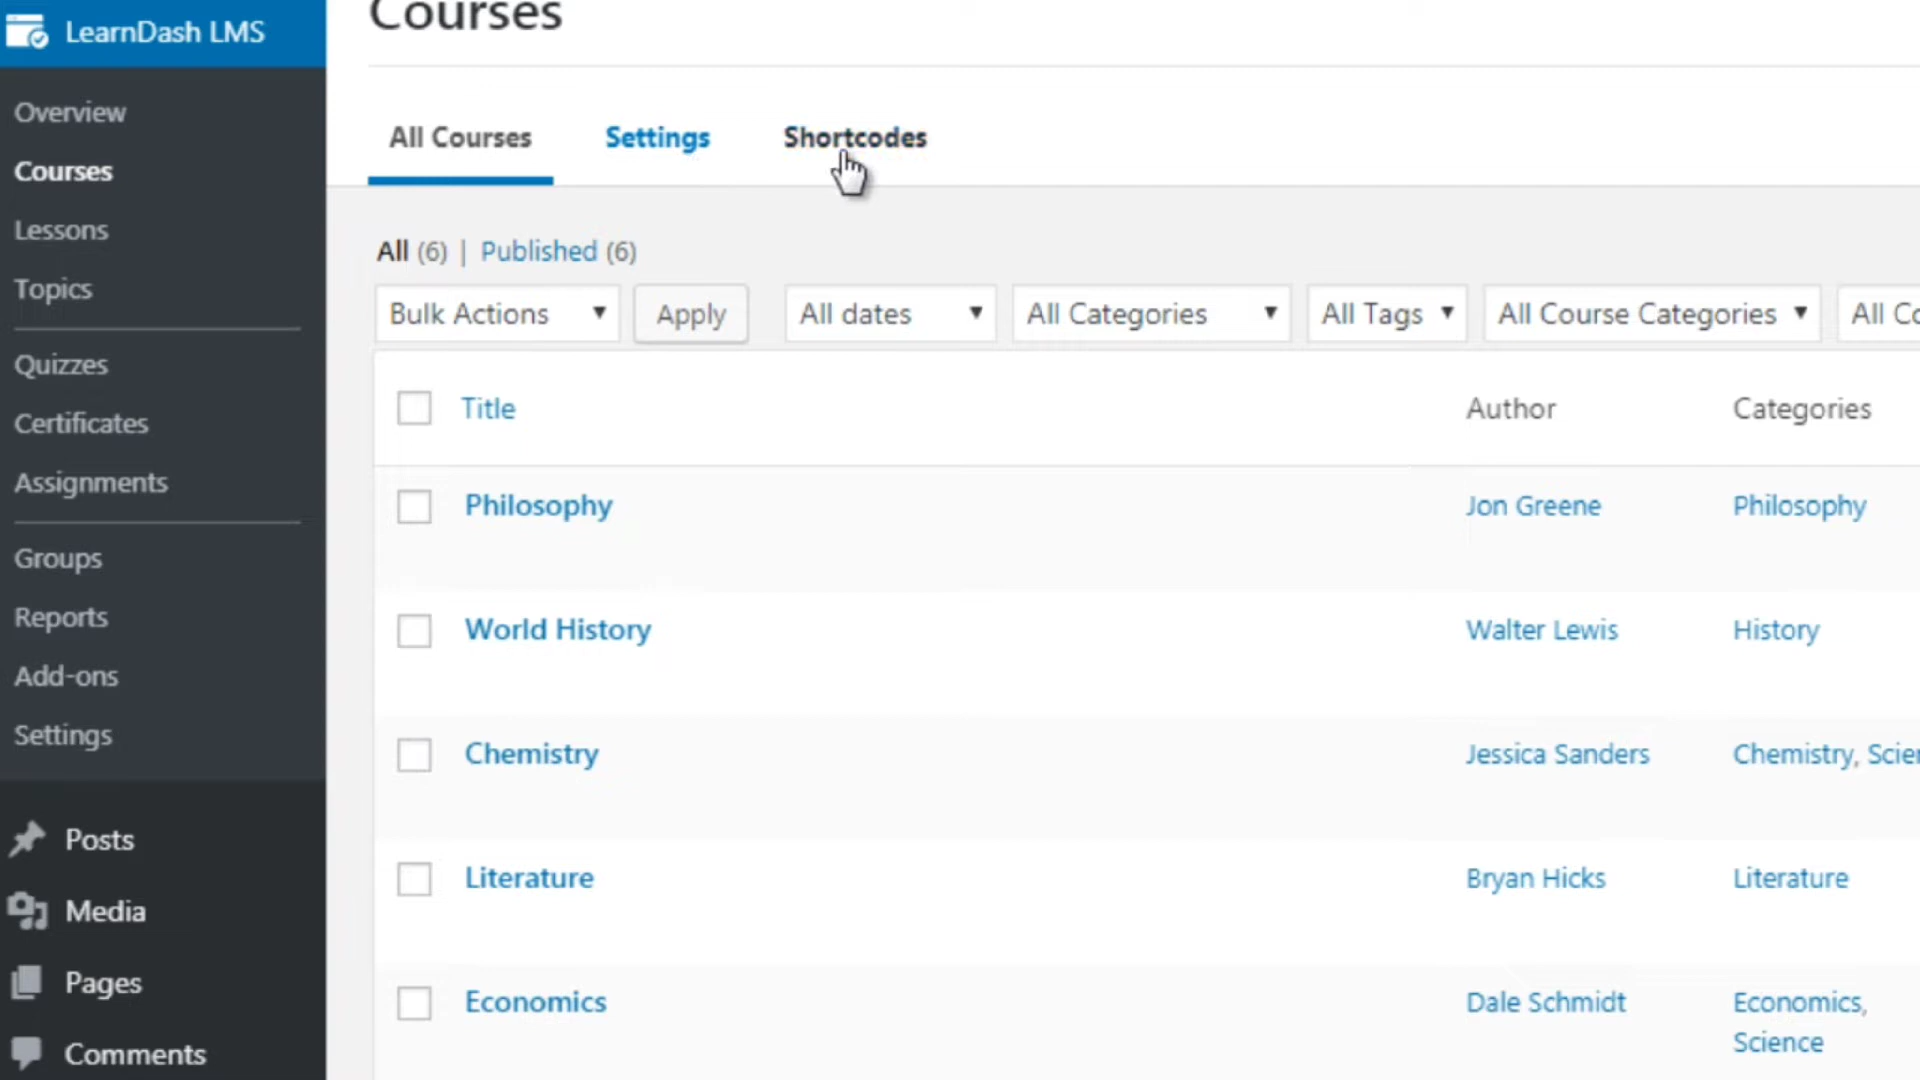 LearnDash LMS
Overview
Courses
Lessons
Topics
Quizzes
Certificates
Assignments
Groups
Reports
Add-ons
Settings
Posts
Media
Pages
Comments
Courses
All Courses Settings Shortcodes
All (6) | Published (6)
Bulk Actions Apply All dates All Categories All Tags All Course Categories All
Title Author Categories
Philosophy Jon Greene Philosophy
World History Walter Lewis History
Chemistry Jessica Sanders Chemistry,
Literature Bryan Hicks Literature
Economics Dale Schmidt Economics,
Science